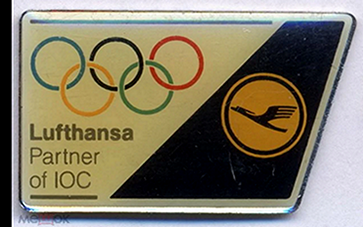 Lufthansa
Partner
of IOC